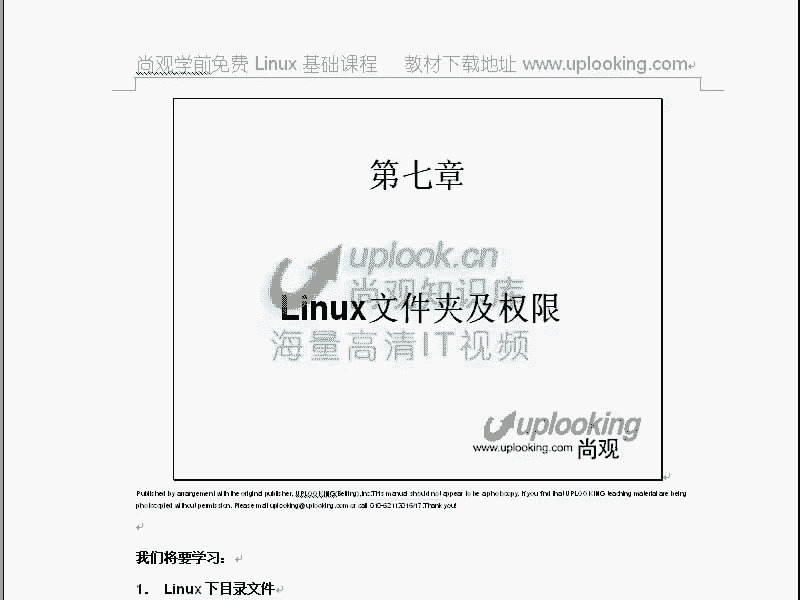 尚观学前免费 Linux 基础课程 教材下载地址 www.uplooking.com
第七章
uplook.cn
尚观知识库
Linux文件夹及权限
海量高清IT视频
uplooking
www.uplooking.com 尚观
Published by arrangement with the original publisher, UPLOOKING(Beijing),Inc.This manual should not appear to be a photocopy. If you find that UPLOOKING teaching material are being
photocopied without permission. Please mail uplooking@uplooking.com or call Thank you!
我们将要学习：
1. Linux 下目录文件